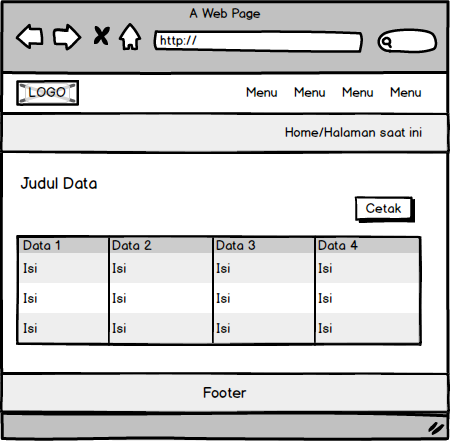 A Web Page
http://
LOGO Menu Menu Menu Menu
Home/Halaman saat ini
Judul Data
Cetak
Data 1 Data 2 Data 3 Data 4
Isi Isi Isi Isi
Isi Isi Isi Isi
Isi Isi Isi Isi
Footer